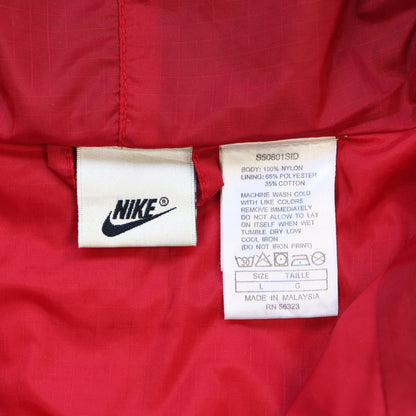 NIKE®
S50801SID
BODY: 100% NYLON
LINING: 65% POLYESTER
35% COTTON
MACHINE WASH COLD
WITH LIKE COLORS
REMOVE IMMEDIATELY
DO NOT ALLOW TO LAY
ON ITSELF WHEN WET
TUMBLE DRY LOW
COOL IRON
(DO NOT IRON PRINT)
SIZE TAILLE
L G
MADE IN MALAYSIA
RN 56323